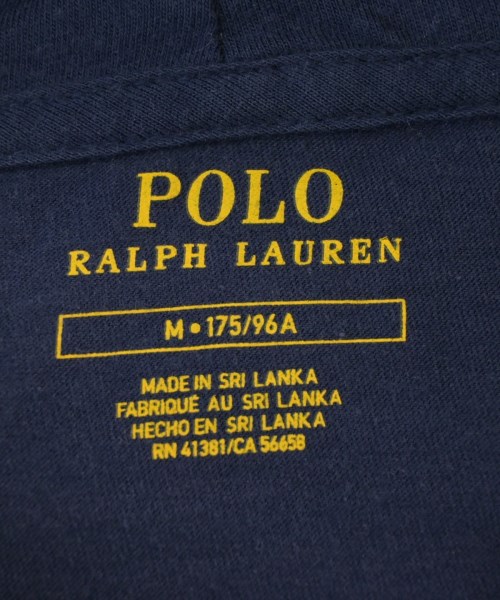 POLO
RALPH LAUREN
M • 175/96 A
MADE IN SRI LANKA
FABRIQUÉ AU SRI LANKA
HECHO EN SRI LANKA
RN 41381/CA 56658